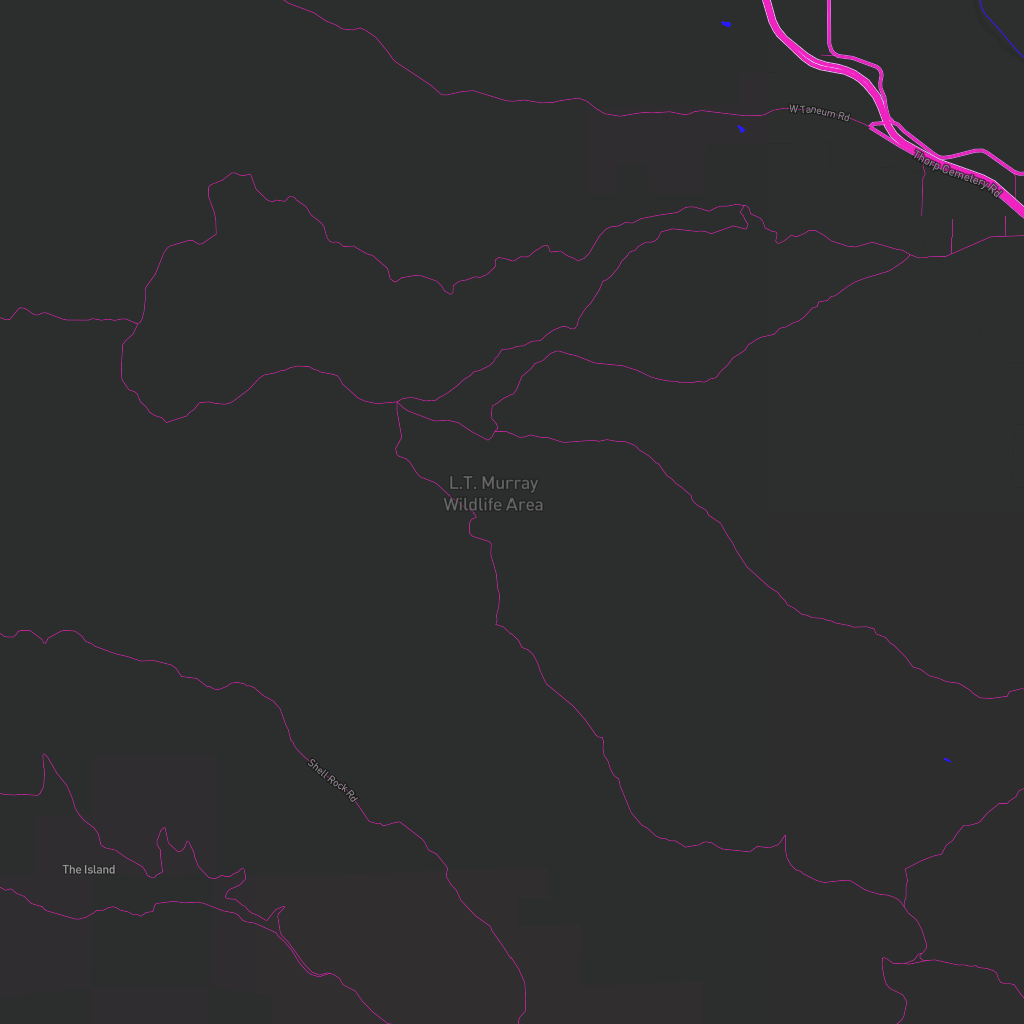 W Taneum Rd
Thorp Cemetery Rd
L.T. Murray
Wildlife Area
Shell Rock Rd
The Island